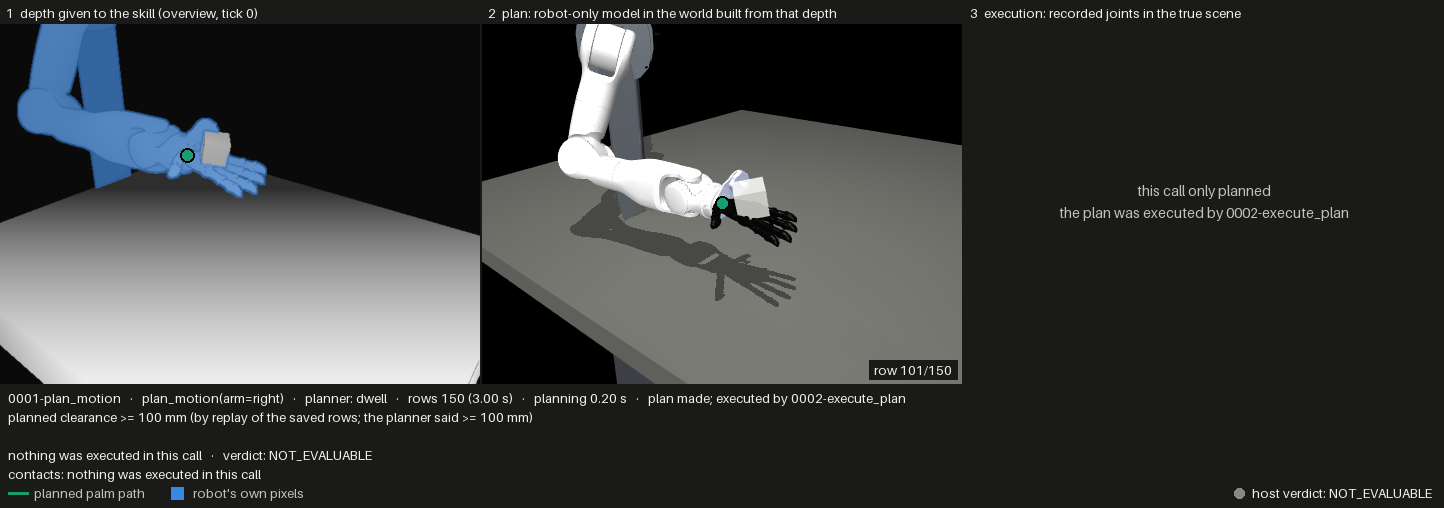 1 depth given to the skill (overview, tick 0)
2 plan: robot-only model in the world built from that depth
3 execution: recorded joints in the true scene
this call only planned
the plan was executed by 0002-execute_plan
row 101/150
0001-plan_motion · plan_motion(arm=right) · planner: dwell · rows 150 (3.00 s) · planning 0.20 s · plan made; executed by 0002-execute_plan
planned clearance >= 100 mm (by replay of the saved rows; the planner said >= 100 mm)
nothing was executed in this call · verdict: NOT_EVALUABLE
contacts: nothing was executed in this call
planned palm path
robot's own pixels
host verdict: NOT_EVALUABLE